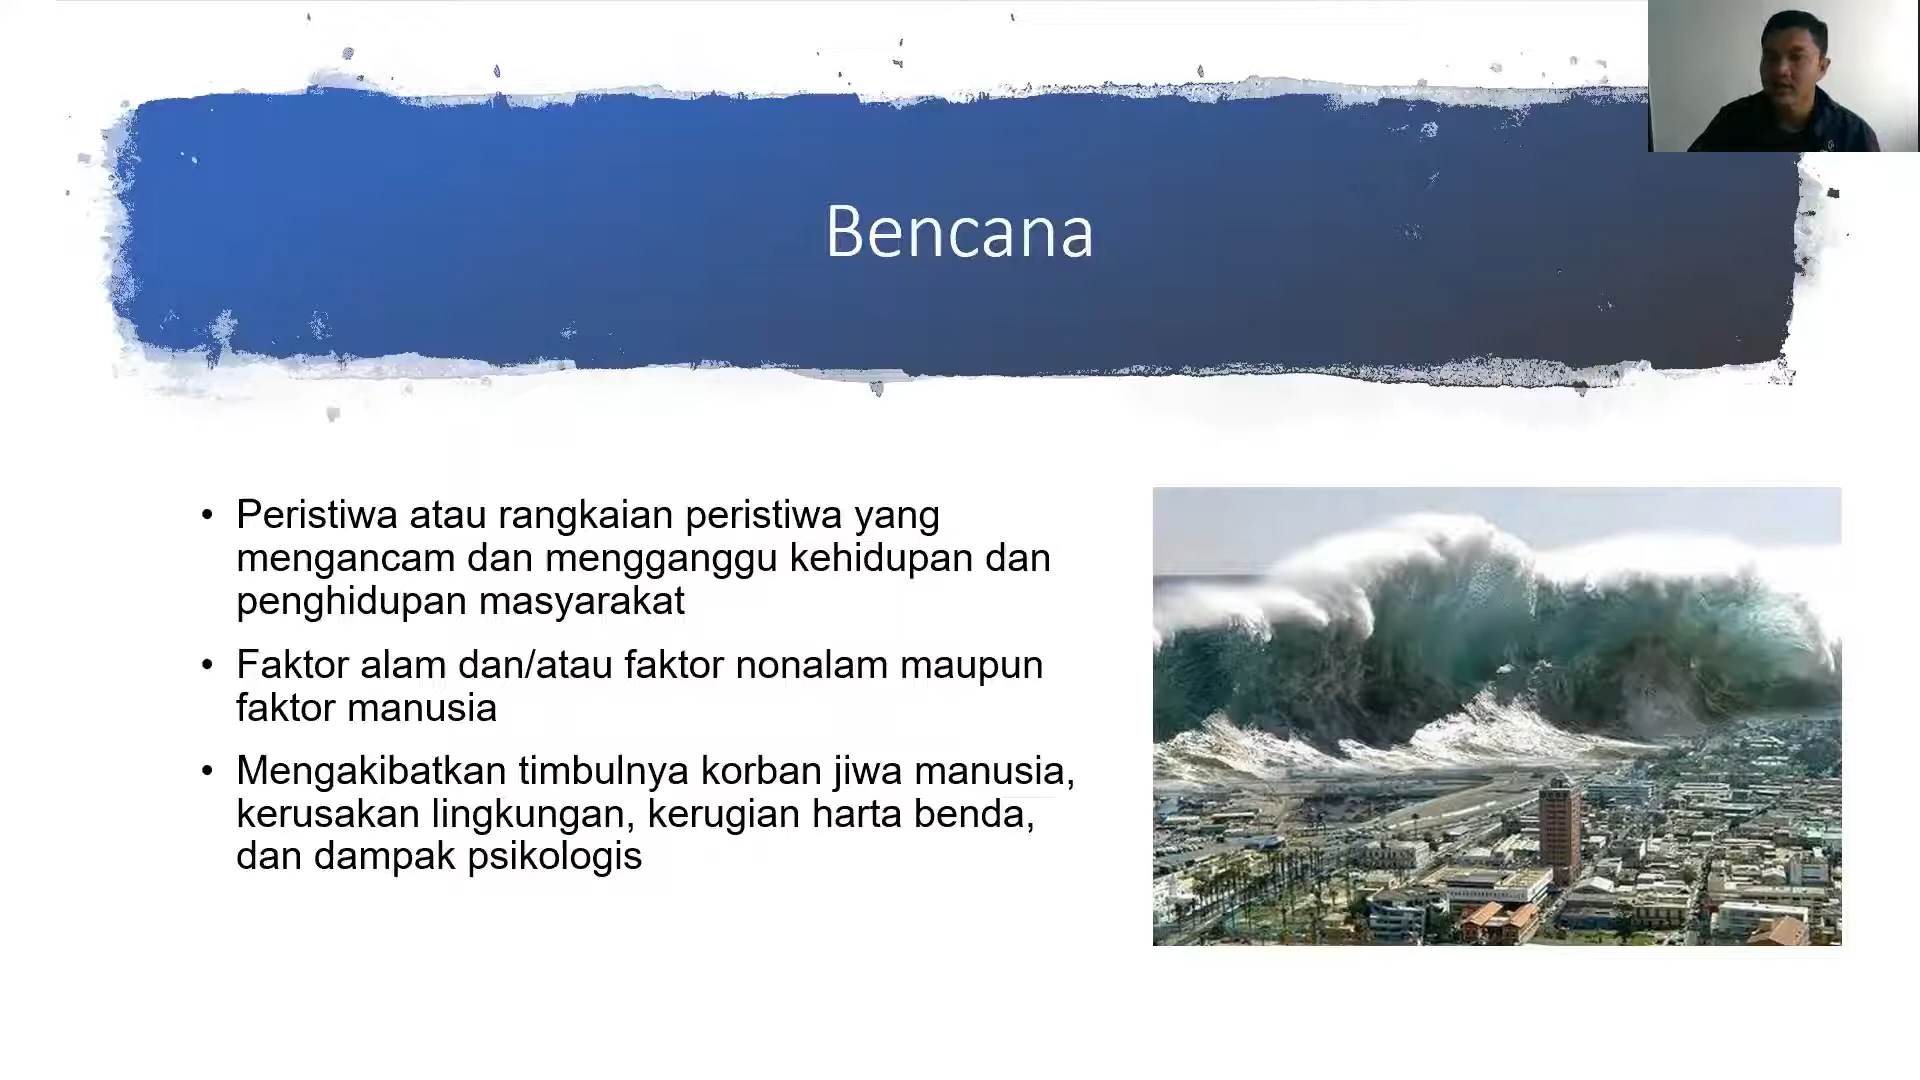 Bencana
• Peristiwa atau rangkaian peristiwa yang
mengancam dan mengganggu kehidupan dan
penghidupan masyarakat
• Faktor alam dan/atau faktor nonalam maupun
faktor manusia
• Mengakibatkan timbulnya korban jiwa manusia,
kerusakan lingkungan, kerugian harta benda,
dan dampak psikologis